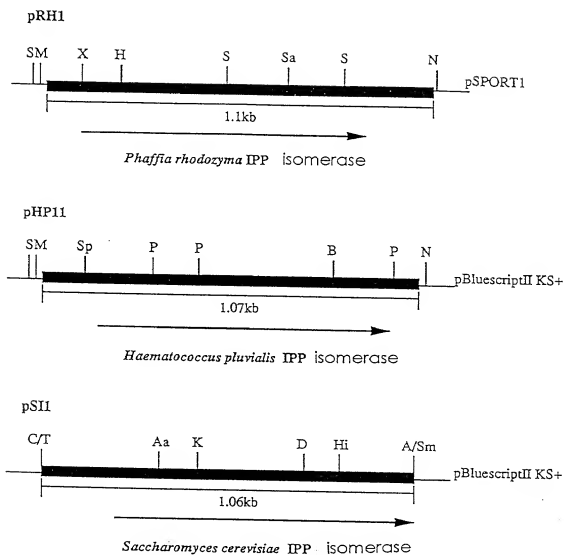 pRH1
SM X H S Sa S N
pSPORT1
1.1kb
Phaffia rhodozyma IPP isomerase
pHP11
SM Sp P P B P N
pBluescriptII KS+
1.07kb
Haematococcus pluvialis IPP isomerase
pSI1
C/T Aa K D Hi A/Sm
pBluescriptII KS+
1.06kb
Saccharomyces cerevisiae IPP isomerase